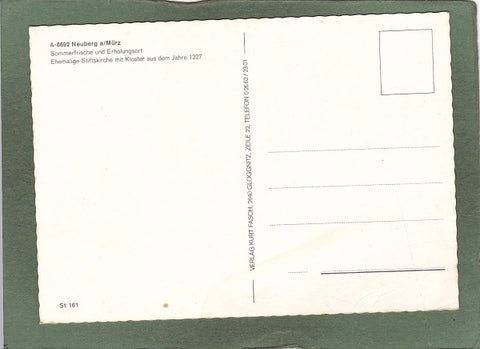 A-8692 Neuberg a/Mürz
Sommerfrische und Erholungsort
Ehemalige Stiftskirche mit Kloster aus dem Jahre 1327
VERLAG KURT FASCH, 2640 GLOGGNITZ, ZEILE 22, TELEFON 0 26 62 / 23 01
St 161